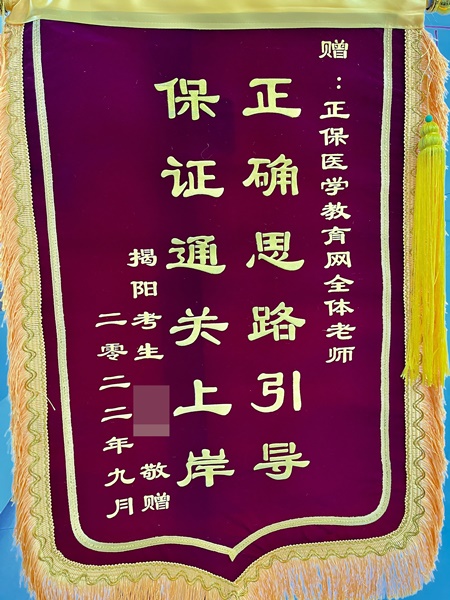 赠：正保医学教育网全体老师
正确思路引导
保证通关上岸
揭阳考生 敬赠
二零二二年九月